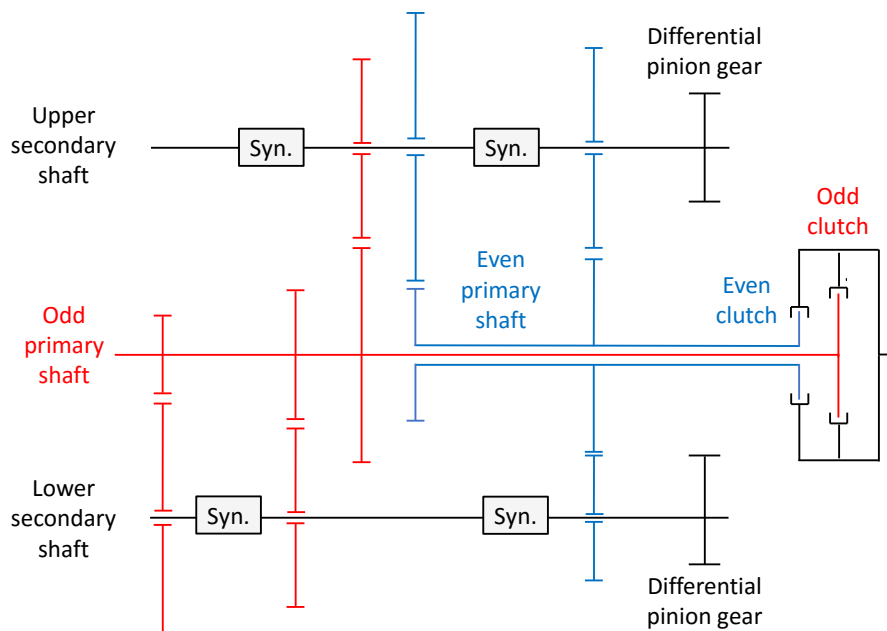 Differential
pinion gear
Upper
secondary
shaft
Syn.
Syn.
Odd
clutch
Even
primary
shaft
Even
clutch
Odd
primary
shaft
Lower
secondary
shaft
Syn.
Syn.
Differential
pinion gear